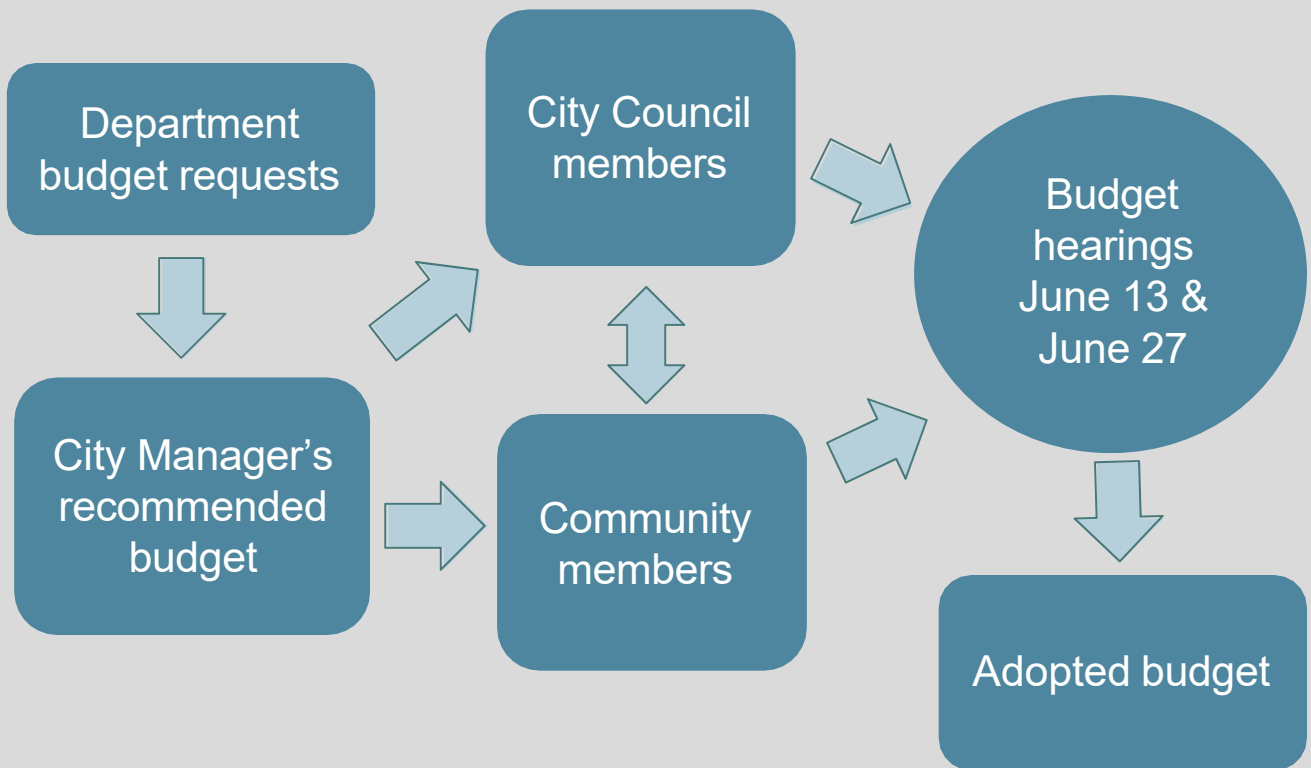 Department
budget requests
City Manager’s
recommended
budget
City Council
members
Community
members
Budget
hearings
June 13 &
June 27
Adopted budget